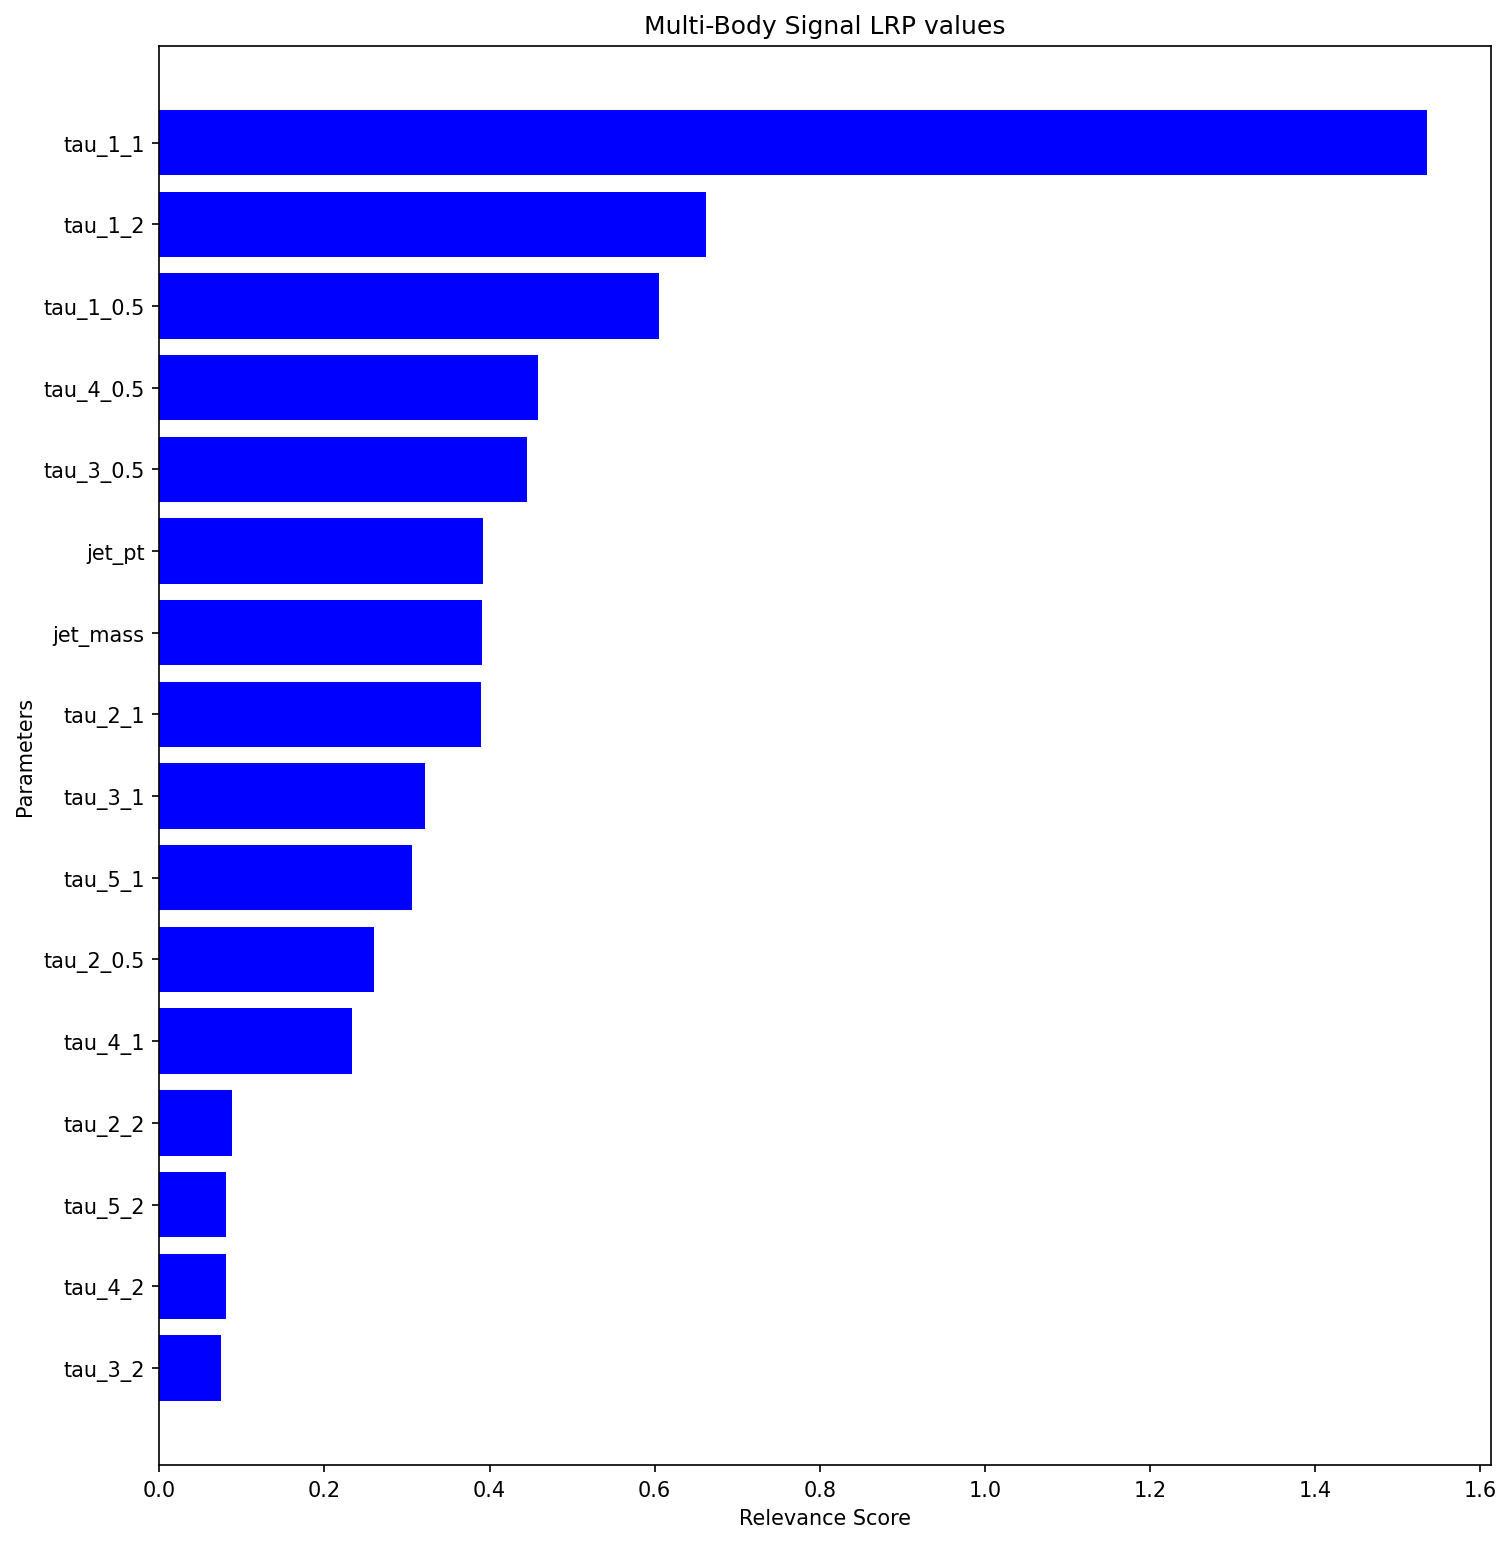 Multi-Body Signal LRP values
tau_1_1
tau_1_2
tau_1_0.5
tau_4_0.5
tau_3_0.5
jet_pt
jet_mass
tau_2_1
tau_3_1
tau_5_1
tau_2_0.5
tau_4_1
tau_2_2
tau_5_2
tau_4_2
tau_3_2
Parameters
0.0 0.2 0.4 0.6 0.8 1.0 1.2 1.4 1.6
Relevance Score